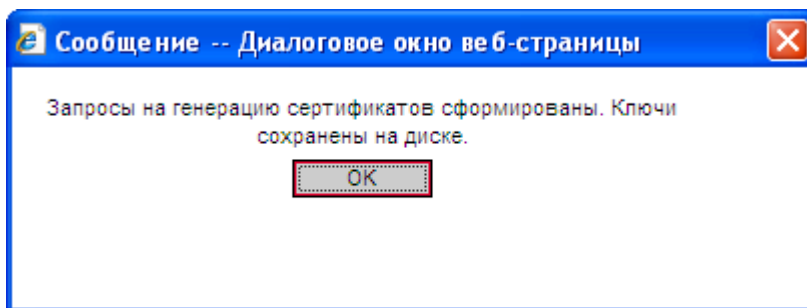 Сообщение -- Диалоговое окно веб-страницы
Запросы на генерацию сертификатов сформированы. Ключи
сохранены на диске.
OK